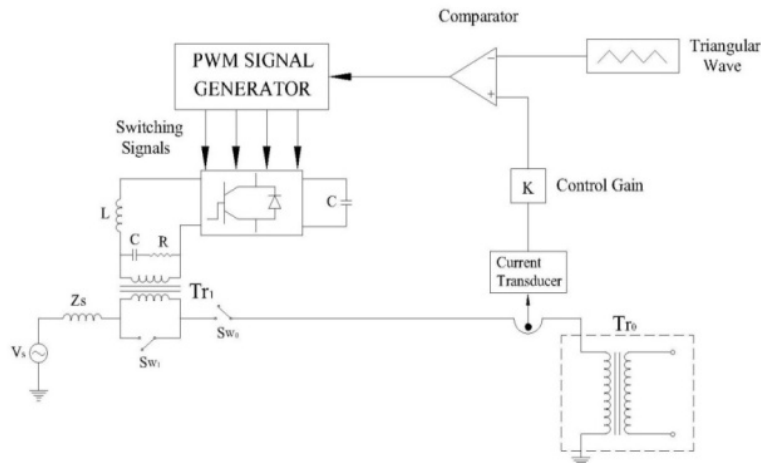 Comparator
PWM SIGNAL
GENERATOR
Triangular
Wave
−
+
Switching
Signals
K
Control Gain
L
C
C
R
Current
Transducer
Tr1
Zs
Tr0
Sw0
Vs
Sw1